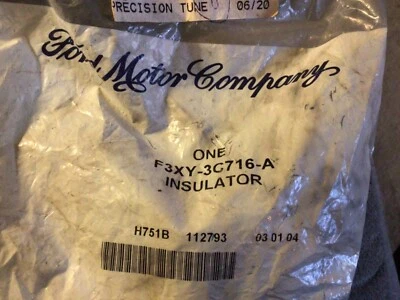 PRECISION TUNE 06/20
Ford Motor Company
ONE
F3XY-3C716-A
INSULATOR
H751B 112793 03 01 04